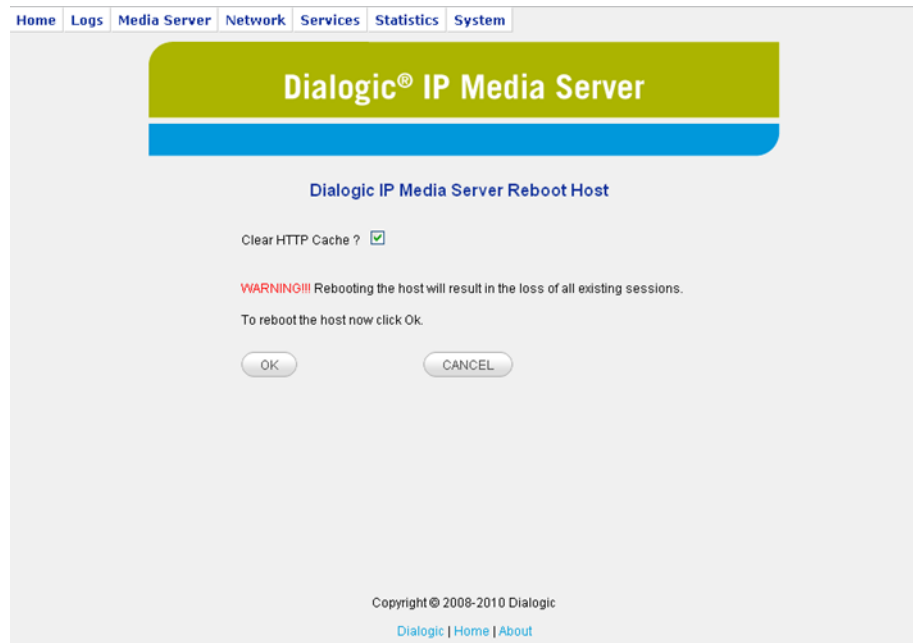 Home Logs Media Server Network Services Statistics System
Dialogic® IP Media Server
Dialogic IP Media Server Reboot Host
Clear HTTP Cache ?
WARNING!!! Rebooting the host will result in the loss of all existing sessions.
To reboot the host now click Ok.
OK CANCEL
Copyright © 2008-2010 Dialogic
Dialogic | Home | About